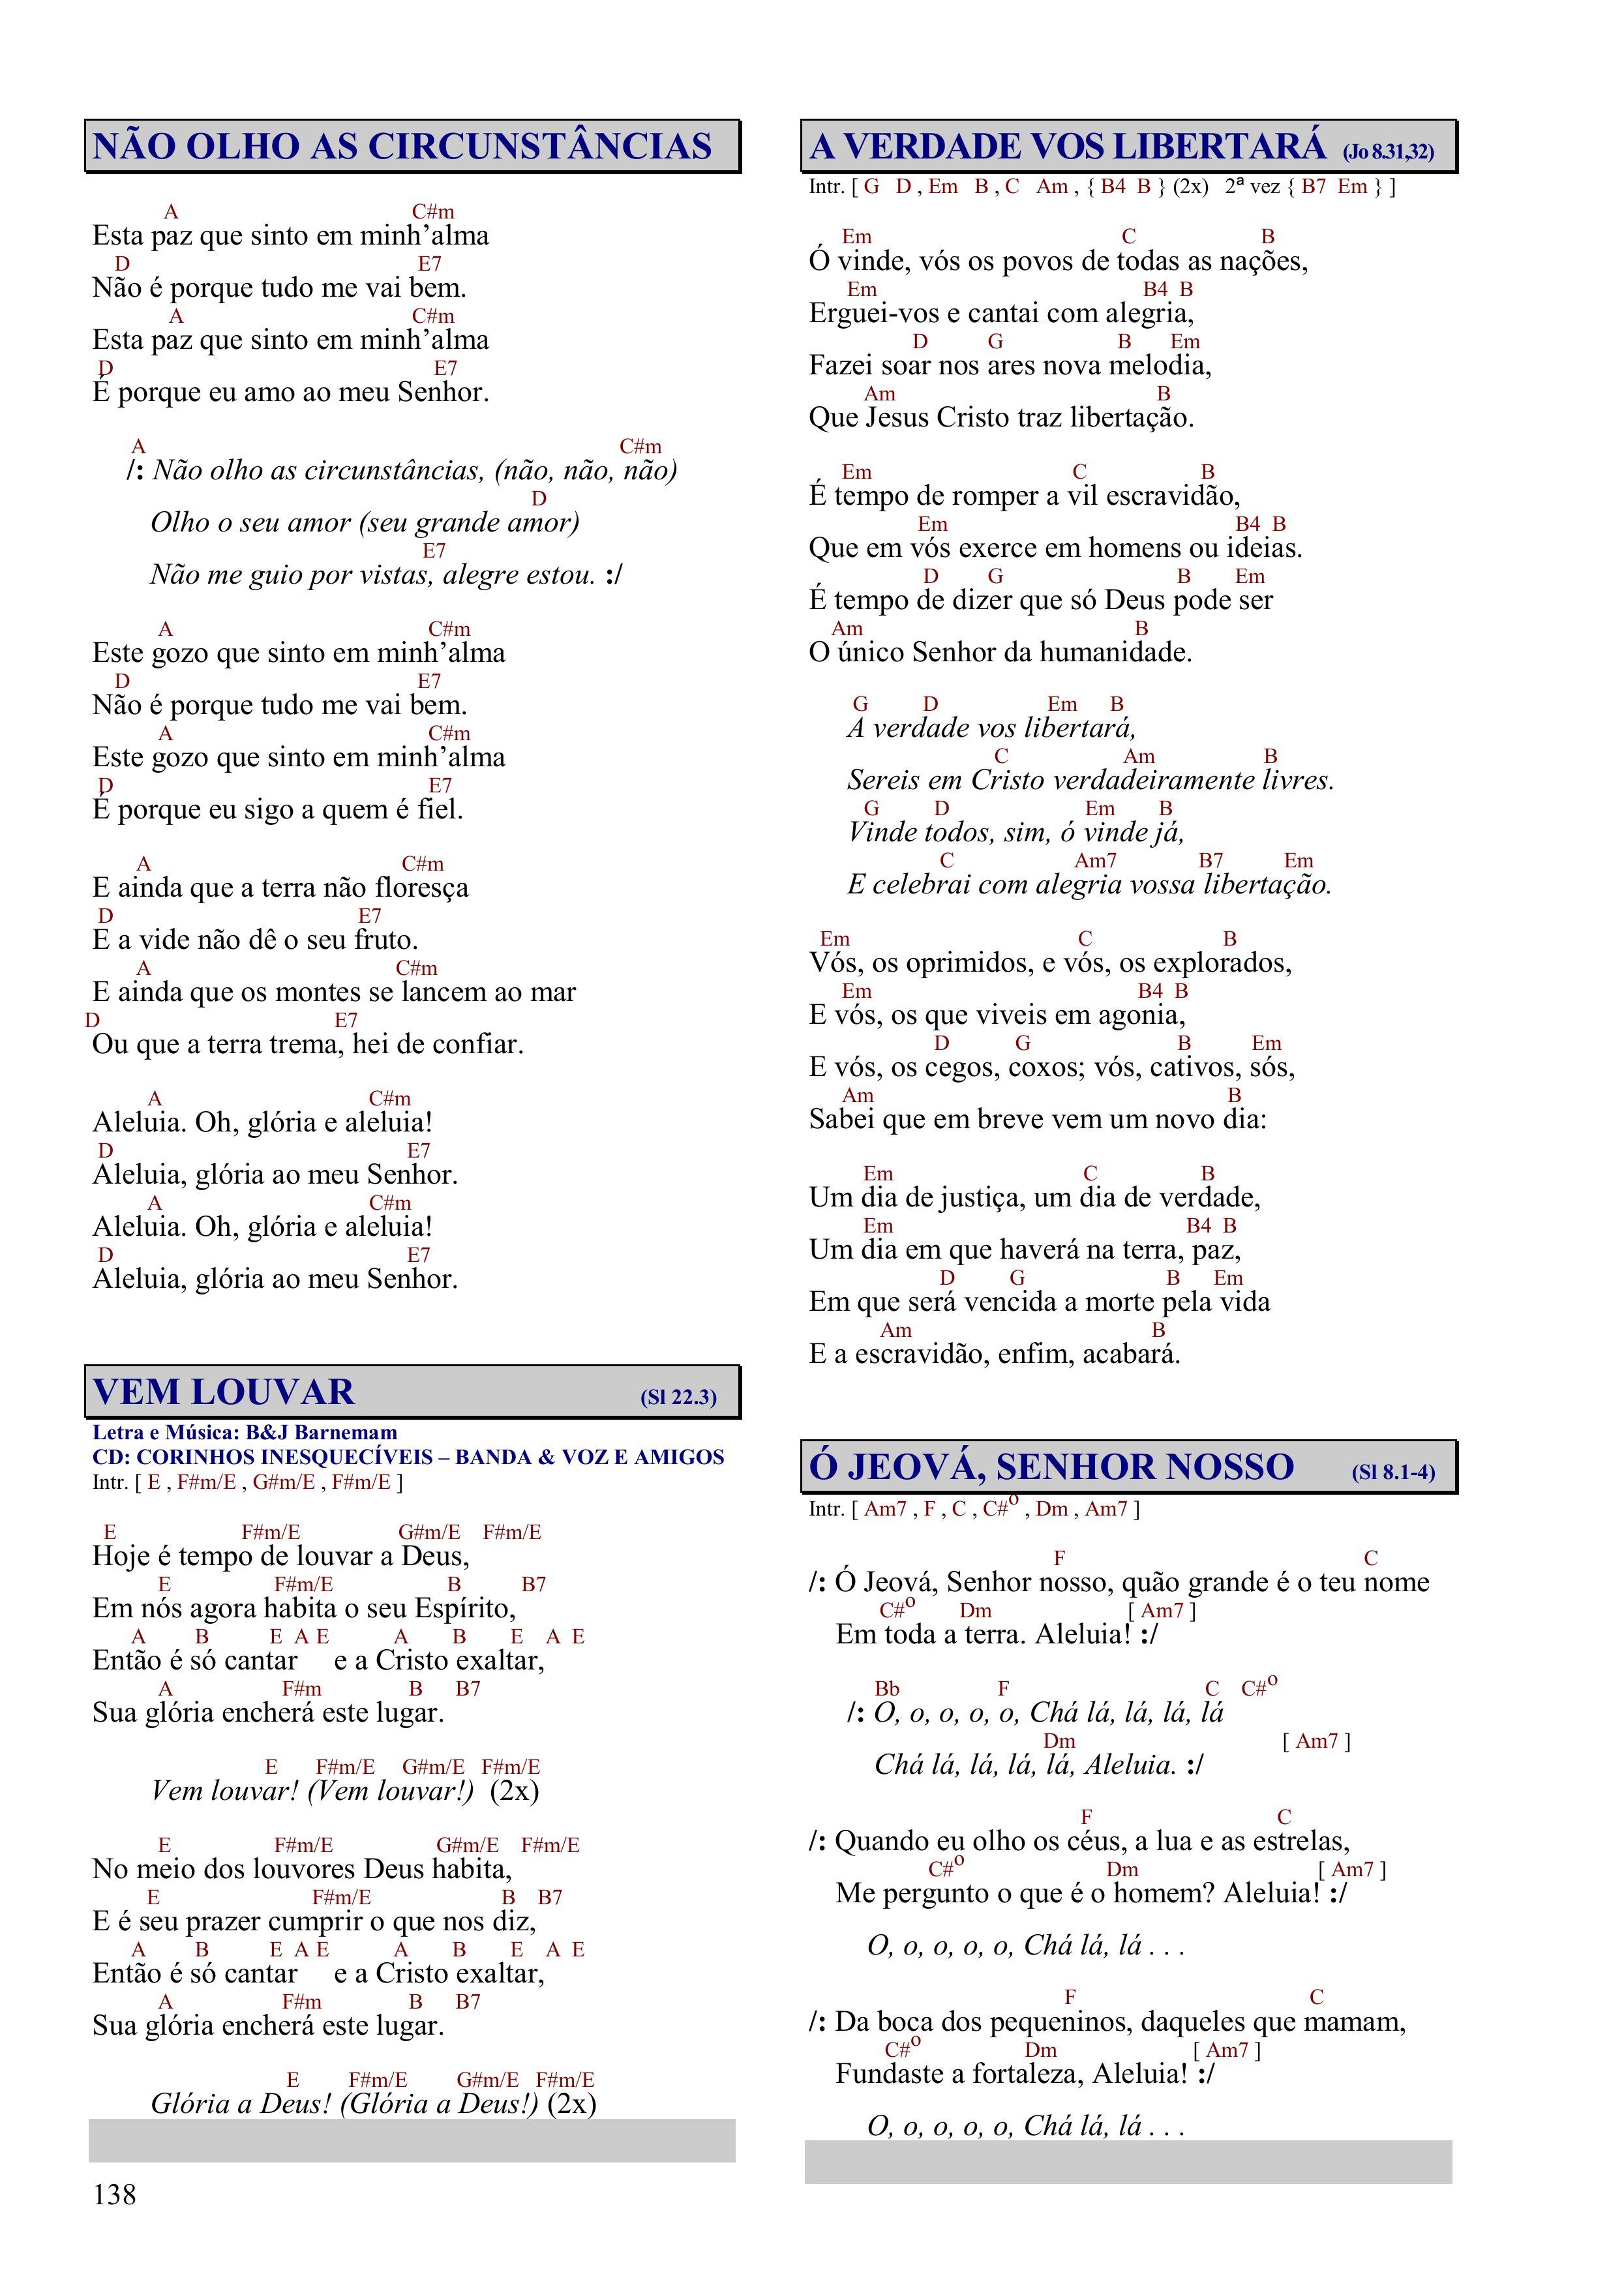 NÃO OLHO AS CIRCUNSTÂNCIAS
A C#m
Esta paz que sinto em minh’alma
D E7
Não é porque tudo me vai bem.
A C#m
Esta paz que sinto em minh’alma
D E7
É porque eu amo ao meu Senhor.
A C#m
/: Não olho as circunstâncias, (não, não, não)
D
Olho o seu amor (seu grande amor)
E7
Não me guio por vistas, alegre estou. :/
A C#m
Este gozo que sinto em minh’alma
D E7
Não é porque tudo me vai bem.
A C#m
Este gozo que sinto em minh’alma
D E7
É porque eu sigo a quem é fiel.
A C#m
E ainda que a terra não floresça
D E7
E a vide não dê o seu fruto.
A C#m
E ainda que os montes se lancem ao mar
D E7
Ou que a terra trema, hei de confiar.
A C#m
Aleluia. Oh, glória e aleluia!
D E7
Aleluia, glória ao meu Senhor.
A C#m
Aleluia. Oh, glória e aleluia!
D E7
Aleluia, glória ao meu Senhor.
VEM LOUVAR (Sl 22.3)
Letra e Música: B&J Barnemam
CD: CORINHOS INESQUECÍVEIS – BANDA & VOZ E AMIGOS
Intr. [ E , F#m/E , G#m/E , F#m/E ]
E F#m/E G#m/E F#m/E
Hoje é tempo de louvar a Deus,
E F#m/E B B7
Em nós agora habita o seu Espírito,
A B E A E A B E A E
Então é só cantar e a Cristo exaltar,
A F#m B B7
Sua glória encherá este lugar.
E F#m/E G#m/E F#m/E
Vem louvar! (Vem louvar!) (2x)
E F#m/E G#m/E F#m/E
No meio dos louvores Deus habita,
E F#m/E B B7
E é seu prazer cumprir o que nos diz,
A B E A E A B E A E
Então é só cantar e a Cristo exaltar,
A F#m B B7
Sua glória encherá este lugar.
E F#m/E G#m/E F#m/E
Glória a Deus! (Glória a Deus!) (2x)
138
A VERDADE VOS LIBERTARÁ (Jo 8.31,32)
Intr. [ G D , Em B , C Am , { B4 B } (2x) 2ª vez { B7 Em } ]
Em C B
Ó vinde, vós os povos de todas as nações,
Em B4 B
Erguei-vos e cantai com alegria,
D G B Em
Fazei soar nos ares nova melodia,
Am B
Que Jesus Cristo traz libertação.
Em C B
É tempo de romper a vil escravidão,
Em B4 B
Que em vós exerce em homens ou ideias.
D G B Em
É tempo de dizer que só Deus pode ser
Am B
O único Senhor da humanidade.
G D Em B
A verdade vos libertará,
C Am B
Sereis em Cristo verdadeiramente livres.
G D Em B
Vinde todos, sim, ó vinde já,
C Am7 B7 Em
E celebrai com alegria vossa libertação.
Em C B
Vós, os oprimidos, e vós, os explorados,
Em B4 B
E vós, os que viveis em agonia,
D G B Em
E vós, os cegos, coxos; vós, cativos, sós,
Am B
Sabei que em breve vem um novo dia:
Em C B
Um dia de justiça, um dia de verdade,
Em B4 B
Um dia em que haverá na terra, paz,
D G B Em
Em que será vencida a morte pela vida
Am B
E a escravidão, enfim, acabará.
Ó JEOVÁ, SENHOR NOSSO (Sl 8.1-4)
Intr. [ Am7 , F , C , C#º , Dm , Am7 ]
F C
/: Ó Jeová, Senhor nosso, quão grande é o teu nome
C#º Dm [ Am7 ]
Em toda a terra. Aleluia! :/
Bb F C C#º
/: O, o, o, o, o, Chá lá, lá, lá, lá
Dm [ Am7 ]
Chá lá, lá, lá, lá, Aleluia. :/
F C
/: Quando eu olho os céus, a lua e as estrelas,
C#º Dm [ Am7 ]
Me pergunto o que é o homem? Aleluia! :/
O, o, o, o, o, Chá lá, lá . . .
F C
/: Da boca dos pequeninos, daqueles que mamam,
C#º Dm [ Am7 ]
Fundaste a fortaleza, Aleluia! :/
O, o, o, o, o, Chá lá, lá . . .